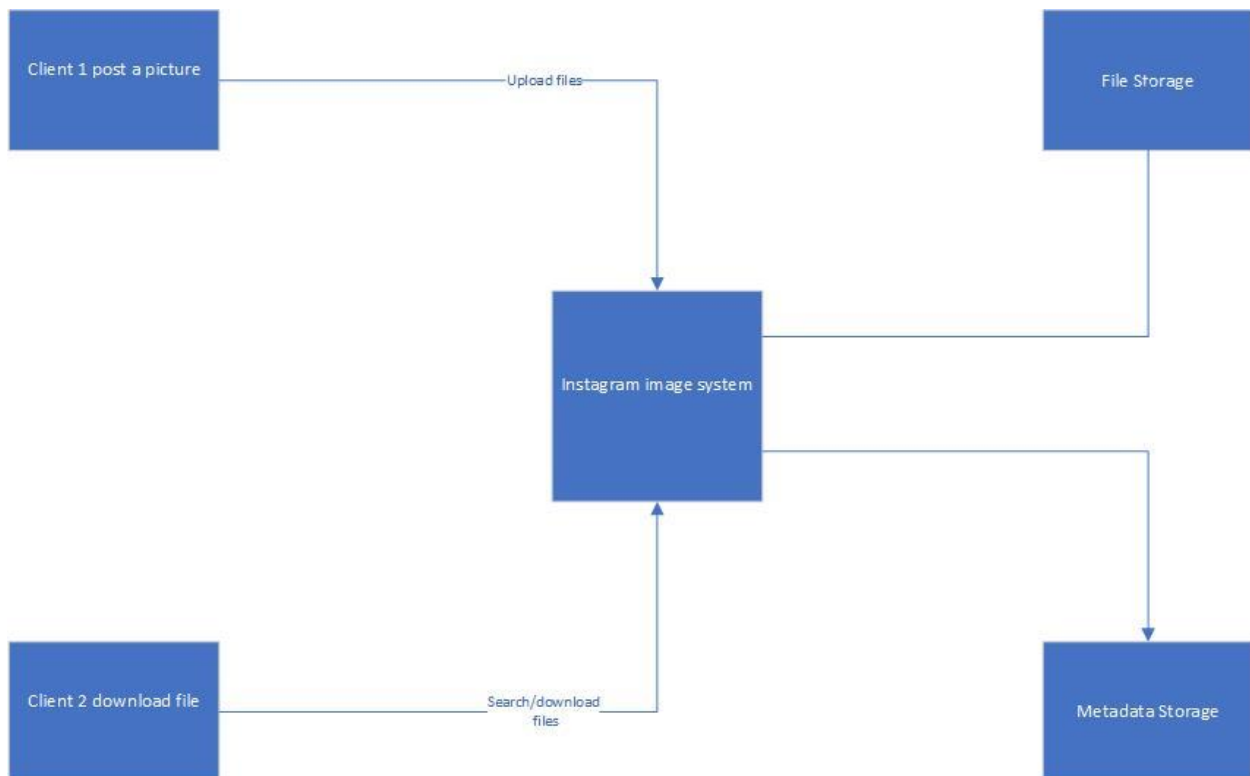 Client 1 post a picture
Upload files
File Storage
Instagram image system
Client 2 download file
Search/download
files
Metadata Storage